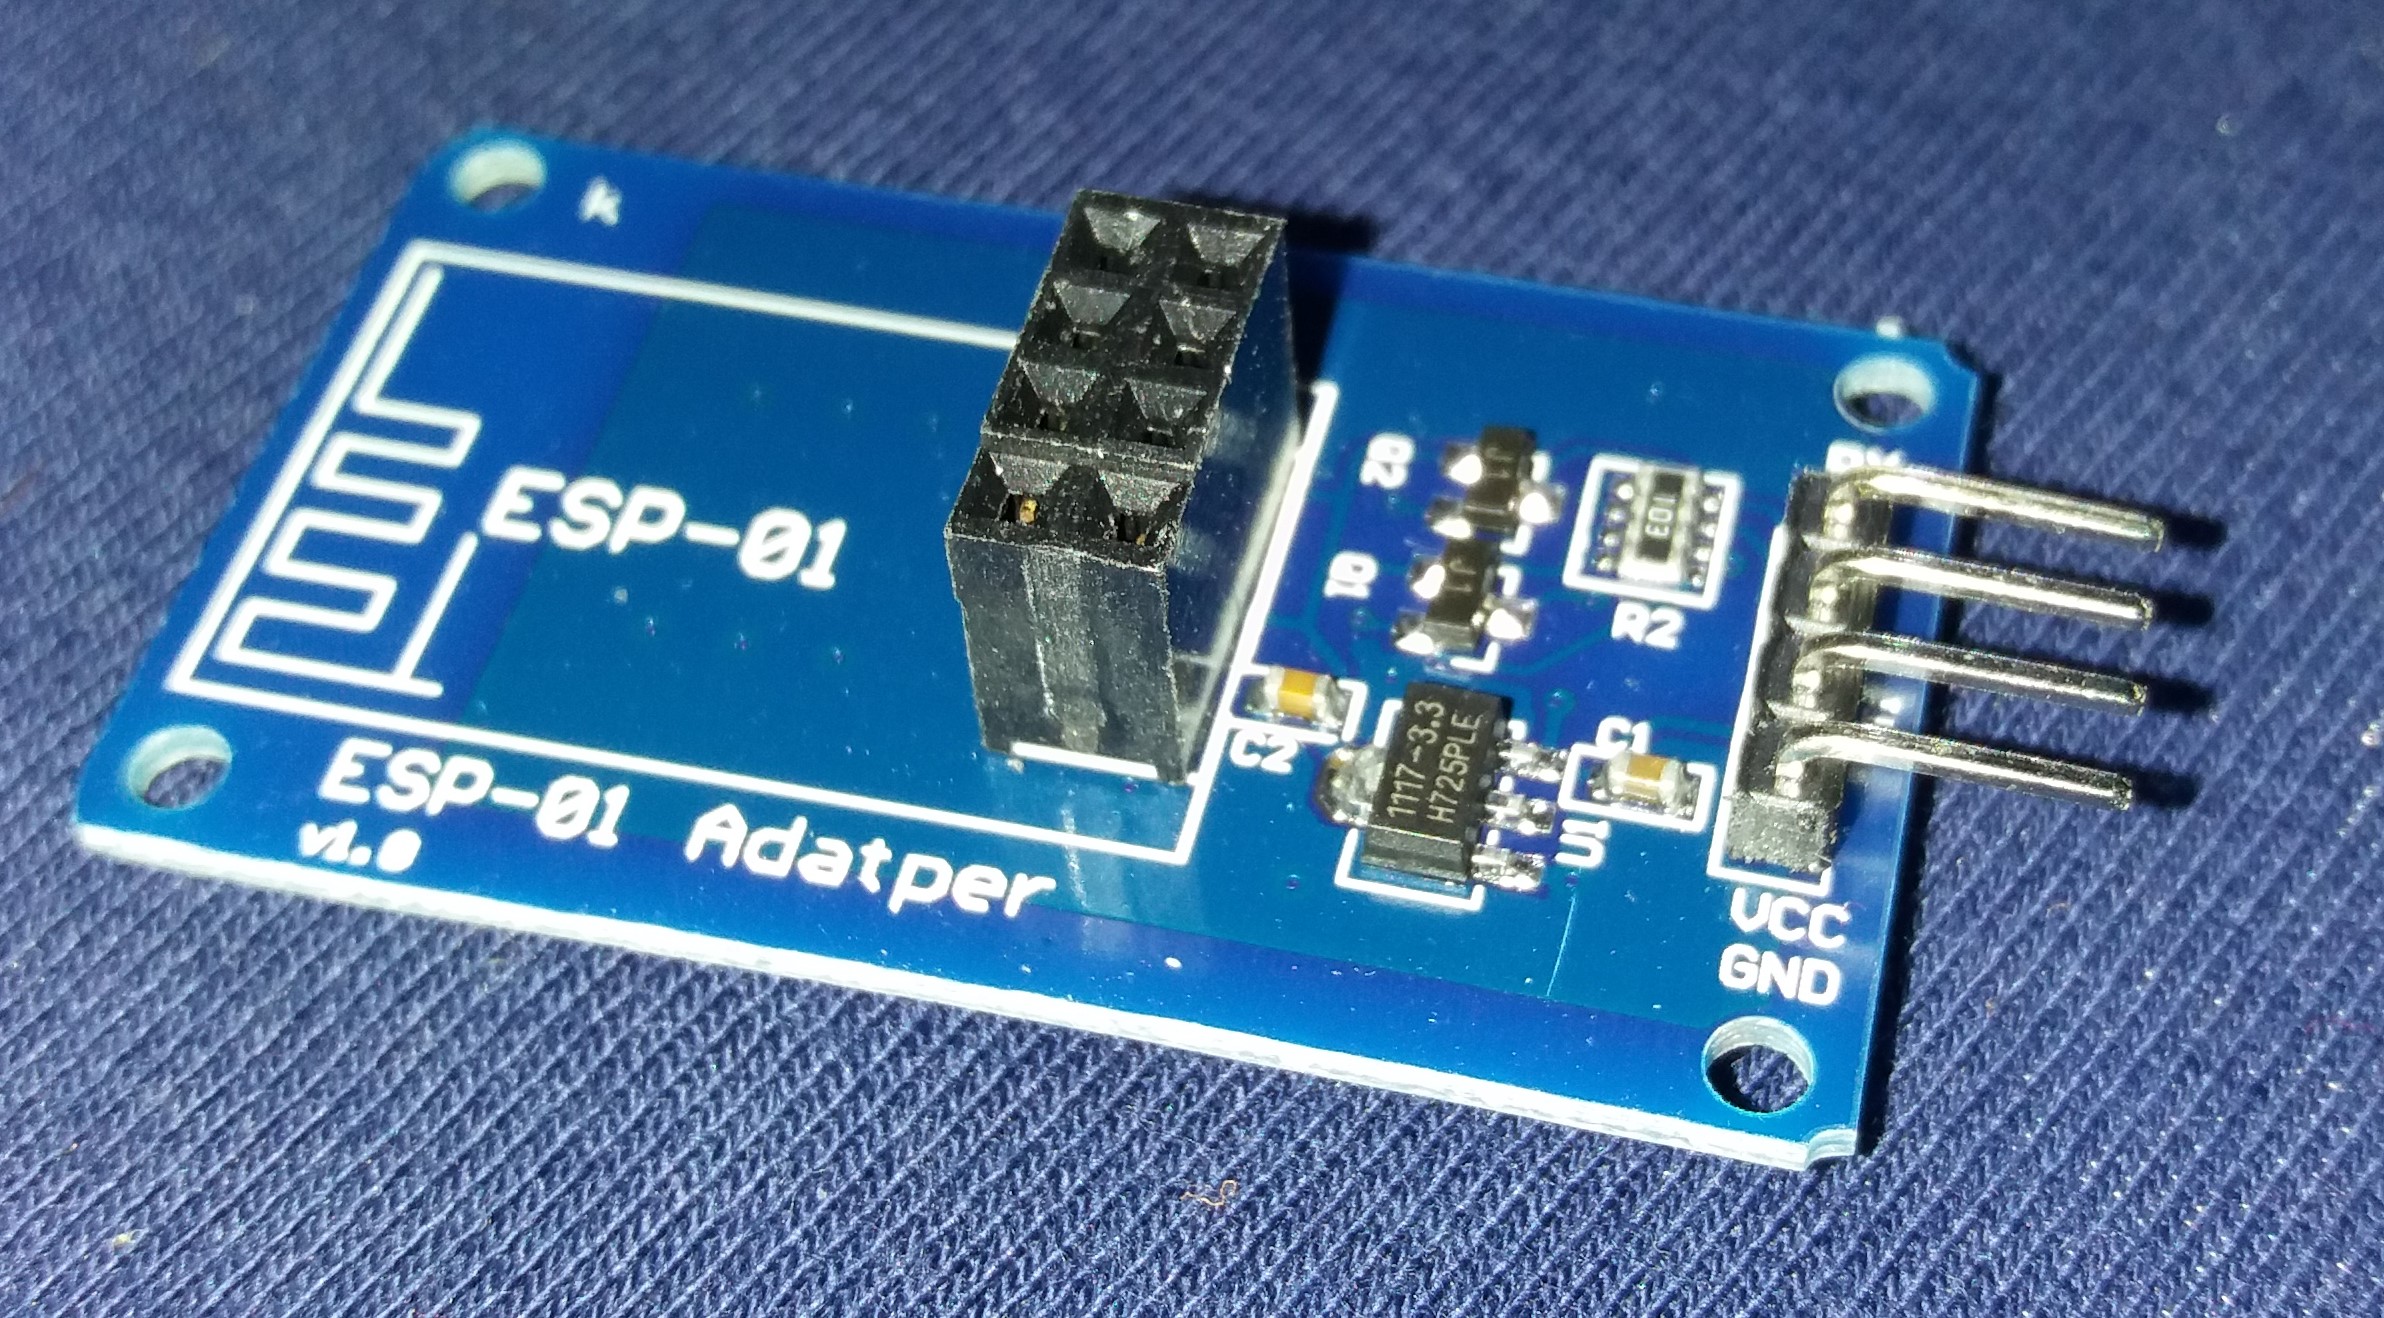 k
ESP-01
ESP-01 Adatper
v1.0
Q2
Q1
R2
C2
C1
1117-3.3
H725PLE
U1
VCC
GND